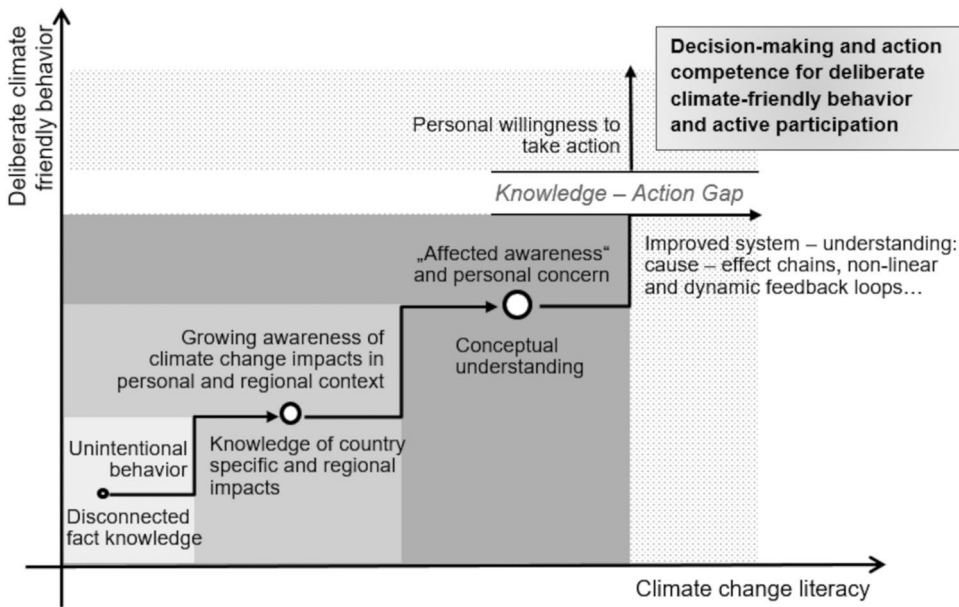 Deliberate climate
friendly behavior
Decision-making and action
competence for deliberate
climate-friendly behavior
and active participation
Personal willingness to
take action
Knowledge – Action Gap
„Affected awareness“
and personal concern
Improved system – understanding:
cause – effect chains, non-linear
and dynamic feedback loops…
Growing awareness of
climate change impacts in
personal and regional context
Conceptual
understanding
Unintentional
behavior
Knowledge of country
specific and regional
impacts
Disconnected
fact knowledge
Climate change literacy